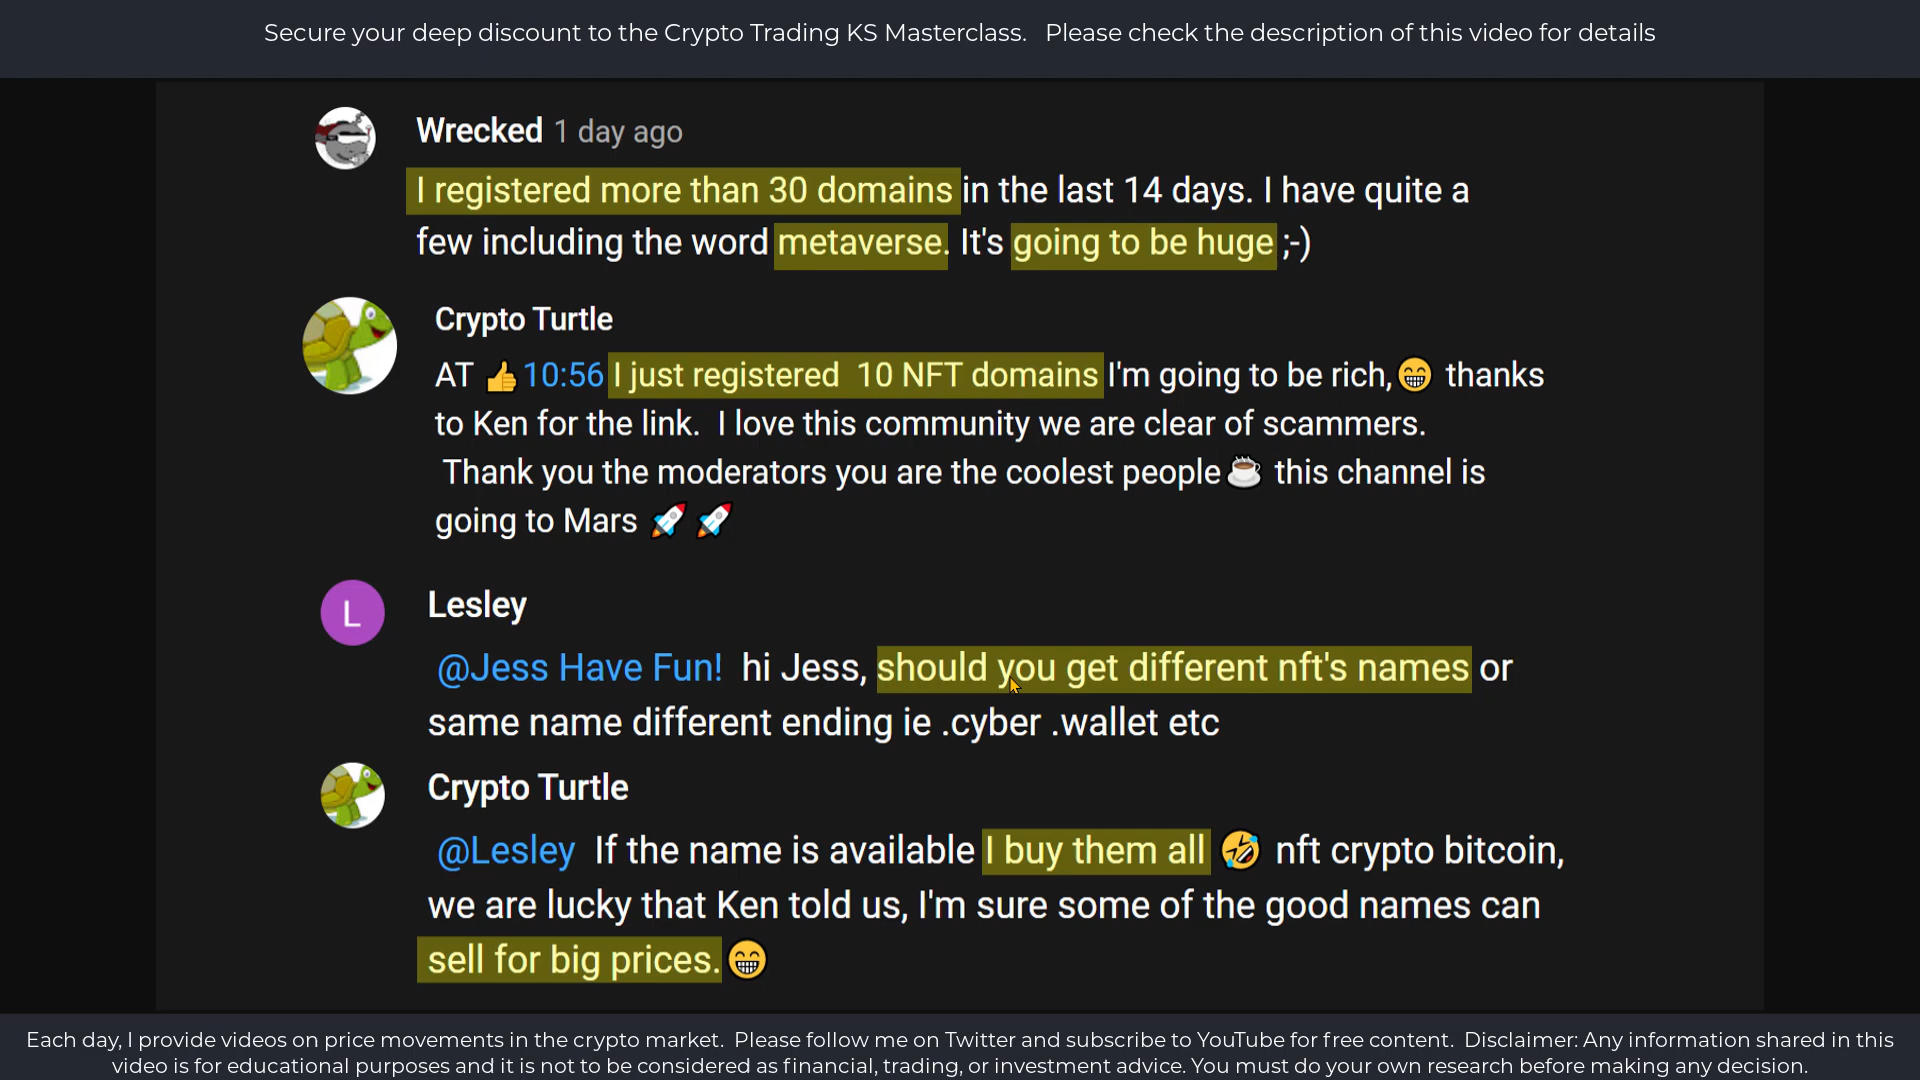 Secure your deep discount to the Crypto Trading KS Masterclass. Please check the description of this video for details
Wrecked 1 day ago
I registered more than 30 domains in the last 14 days. I have quite a
few including the word metaverse. It's going to be huge ;-)
Crypto Turtle
AT 👍 10:56 I just registered 10 NFT domains I'm going to be rich,😁 thanks
to Ken for the link. I love this community we are clear of scammers.
Thank you the moderators you are the coolest people☕ this channel is
going to Mars 🚀 🚀
L
Lesley
@Jess Have Fun! hi Jess, should you get different nft's names or
same name different ending ie .cyber .wallet etc
Crypto Turtle
@Lesley If the name is available I buy them all 🤣 nft crypto bitcoin,
we are lucky that Ken told us, I'm sure some of the good names can
sell for big prices.😁
Each day, I provide videos on price movements in the crypto market. Please follow me on Twitter and subscribe to YouTube for free content. Disclaimer: Any information shared in this
video is for educational purposes and it is not to be considered as financial, trading, or investment advice. You must do your own research before making any decision.